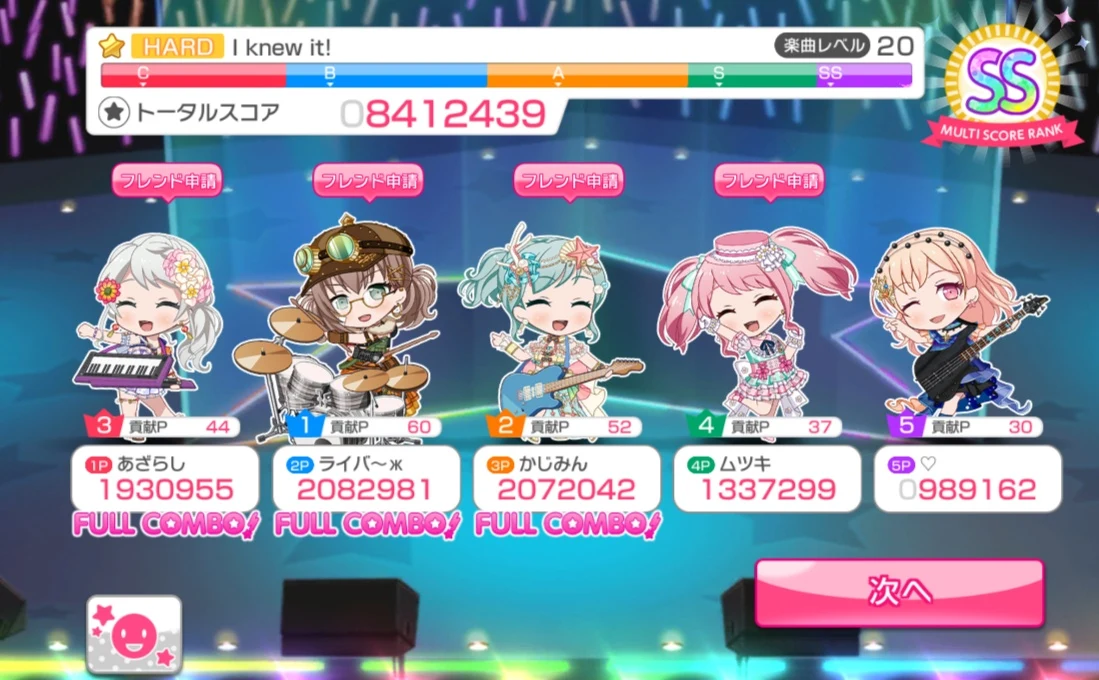 HARD I knew it! 楽曲レベル 20
C B A S SS
トータルスコア 08412439
SS
MULTI SCORE RANK
フレンド申請 フレンド申請 フレンド申請 フレンド申請
3 貢献P 44 1 貢献P 60 2 貢献P 52 4 貢献P 37 5 貢献P 30
1P あざらし 2P ライバ〜ж 3P かじみん 4P ムツキ 5P ♡
1930955 2082981 2072042 1337299 0989162
FULL COMBO! FULL COMBO! FULL COMBO!
次へ